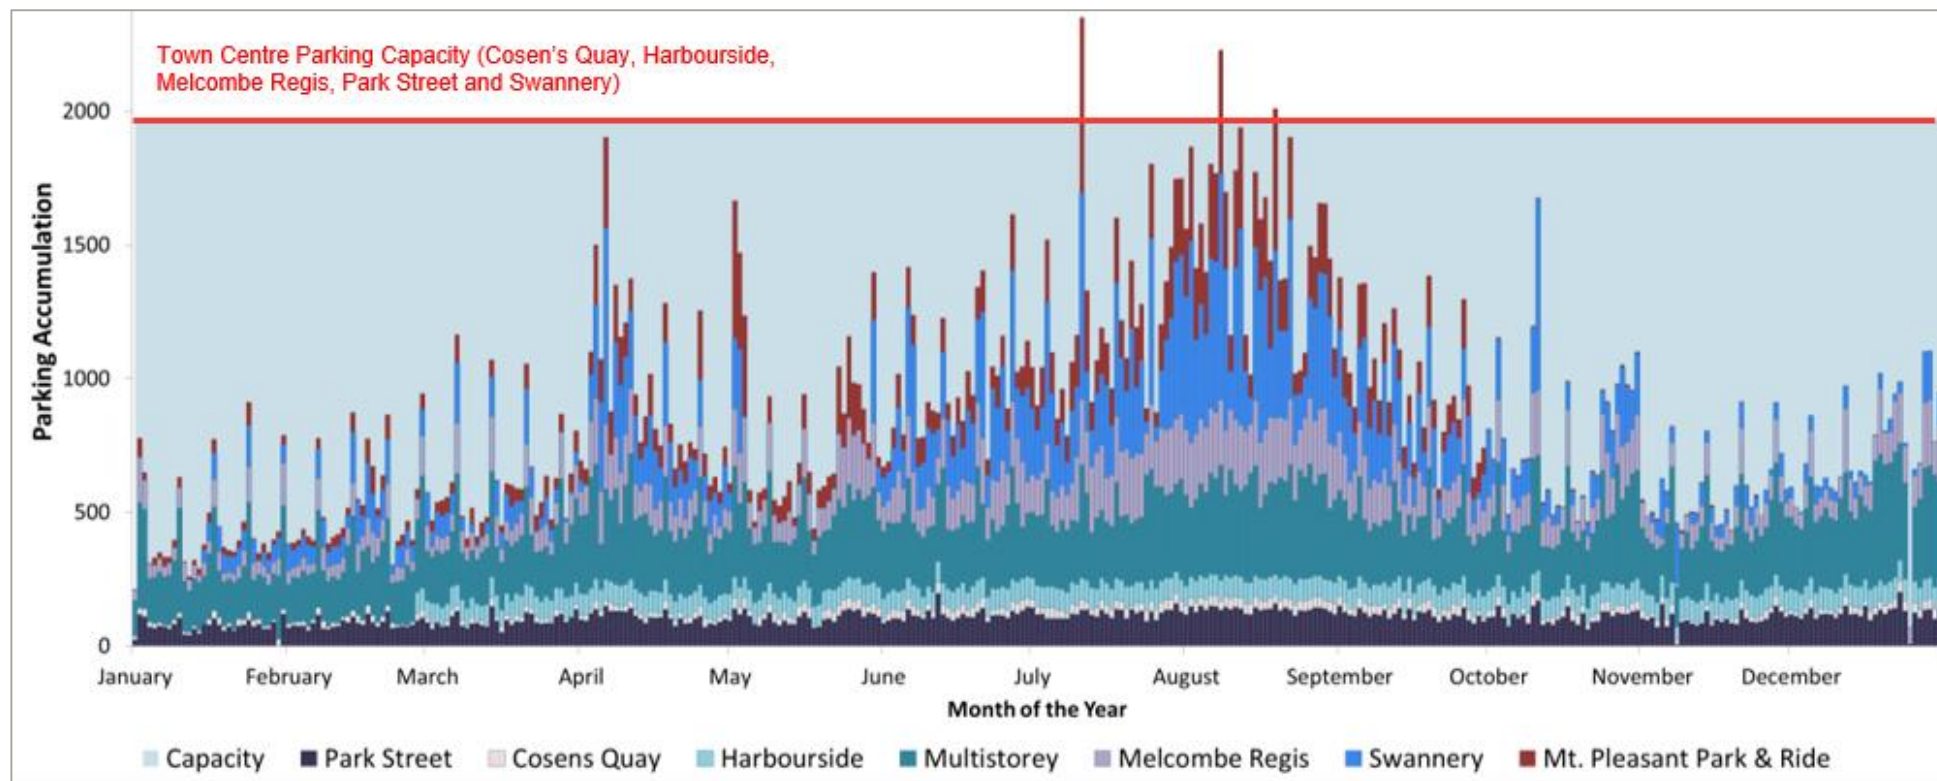 Town Centre Parking Capacity (Cosen's Quay, Harbourside,
Melcombe Regis, Park Street and Swannery)
Parking Accumulation
2000
1500
1000
500
0
January February March April May June July August September October November December
Month of the Year
Capacity Park Street Cosens Quay Harbourside Multistorey Melcombe Regis Swannery Mt. Pleasant Park & Ride